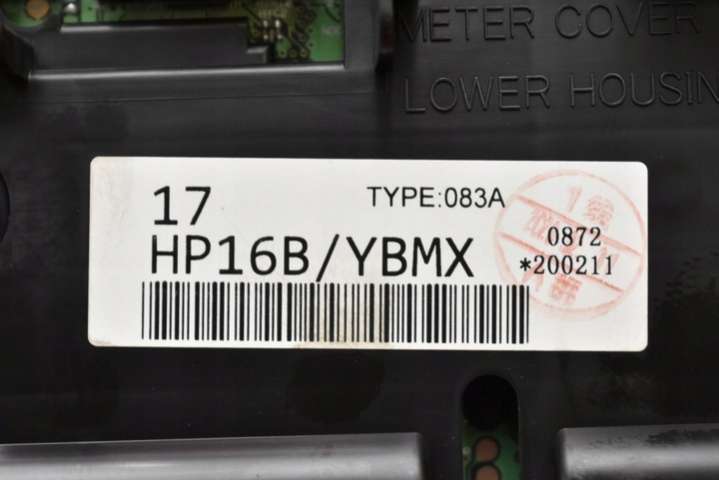 METER COVER
LOWER HOUSIN
17
TYPE:083A
HP16B/YBMX
0872
*200211